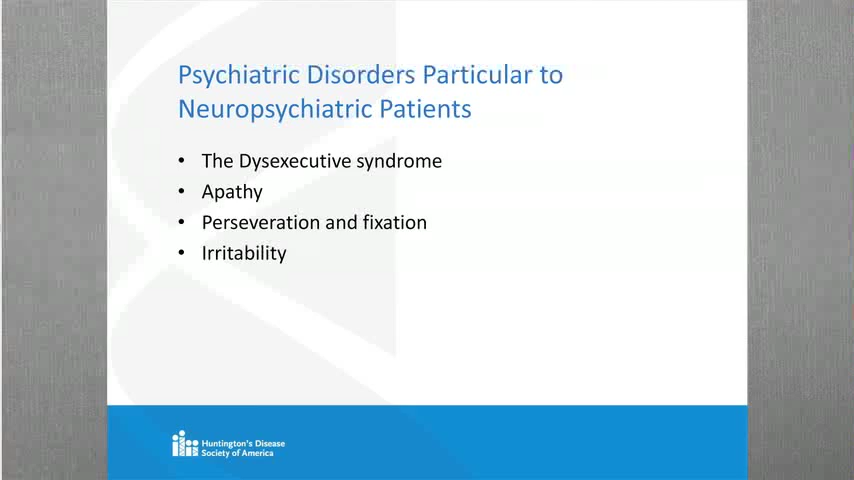 Psychiatric Disorders Particular to
Neuropsychiatric Patients
• The Dysexecutive syndrome
• Apathy
• Perseveration and fixation
• Irritability
Huntington's Disease
Society of America